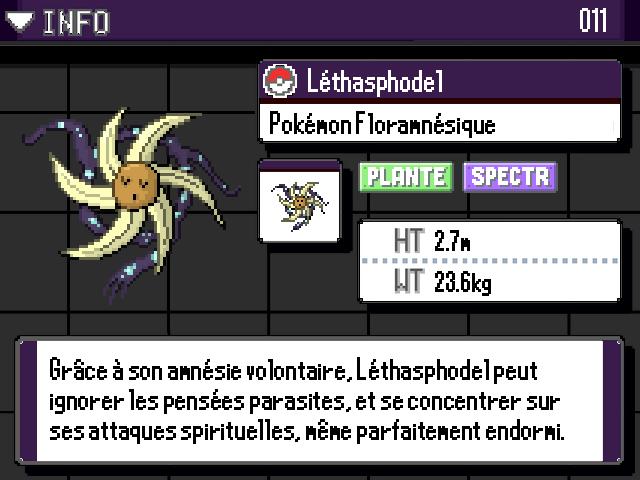 INFO
011
Léthasphodel
Pokémon Floramnésique
PLANTE
SPECTR
HT 2.7m
WT 23.6kg
Grâce à son amnésie volontaire, Léthasphodel peut
ignorer les pensées parasites, et se concentrer sur
ses attaques spirituelles, même parfaitement endormi.